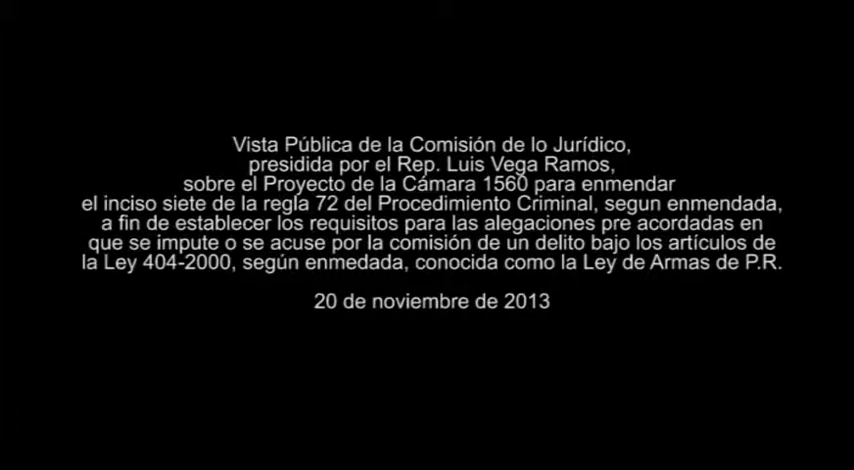 Vista Pública de la Comisión de lo Jurídico,
presidida por el Rep. Luis Vega Ramos,
sobre el Proyecto de la Cámara 1560 para enmendar
el inciso siete de la regla 72 del Procedimiento Criminal, segun enmendada,
a fin de establecer los requisitos para las alegaciones pre acordadas en
que se impute o se acuse por la comisión de un delito bajo los artículos de
la Ley 404-2000, según enmedada, conocida como la Ley de Armas de P.R.
20 de noviembre de 2013